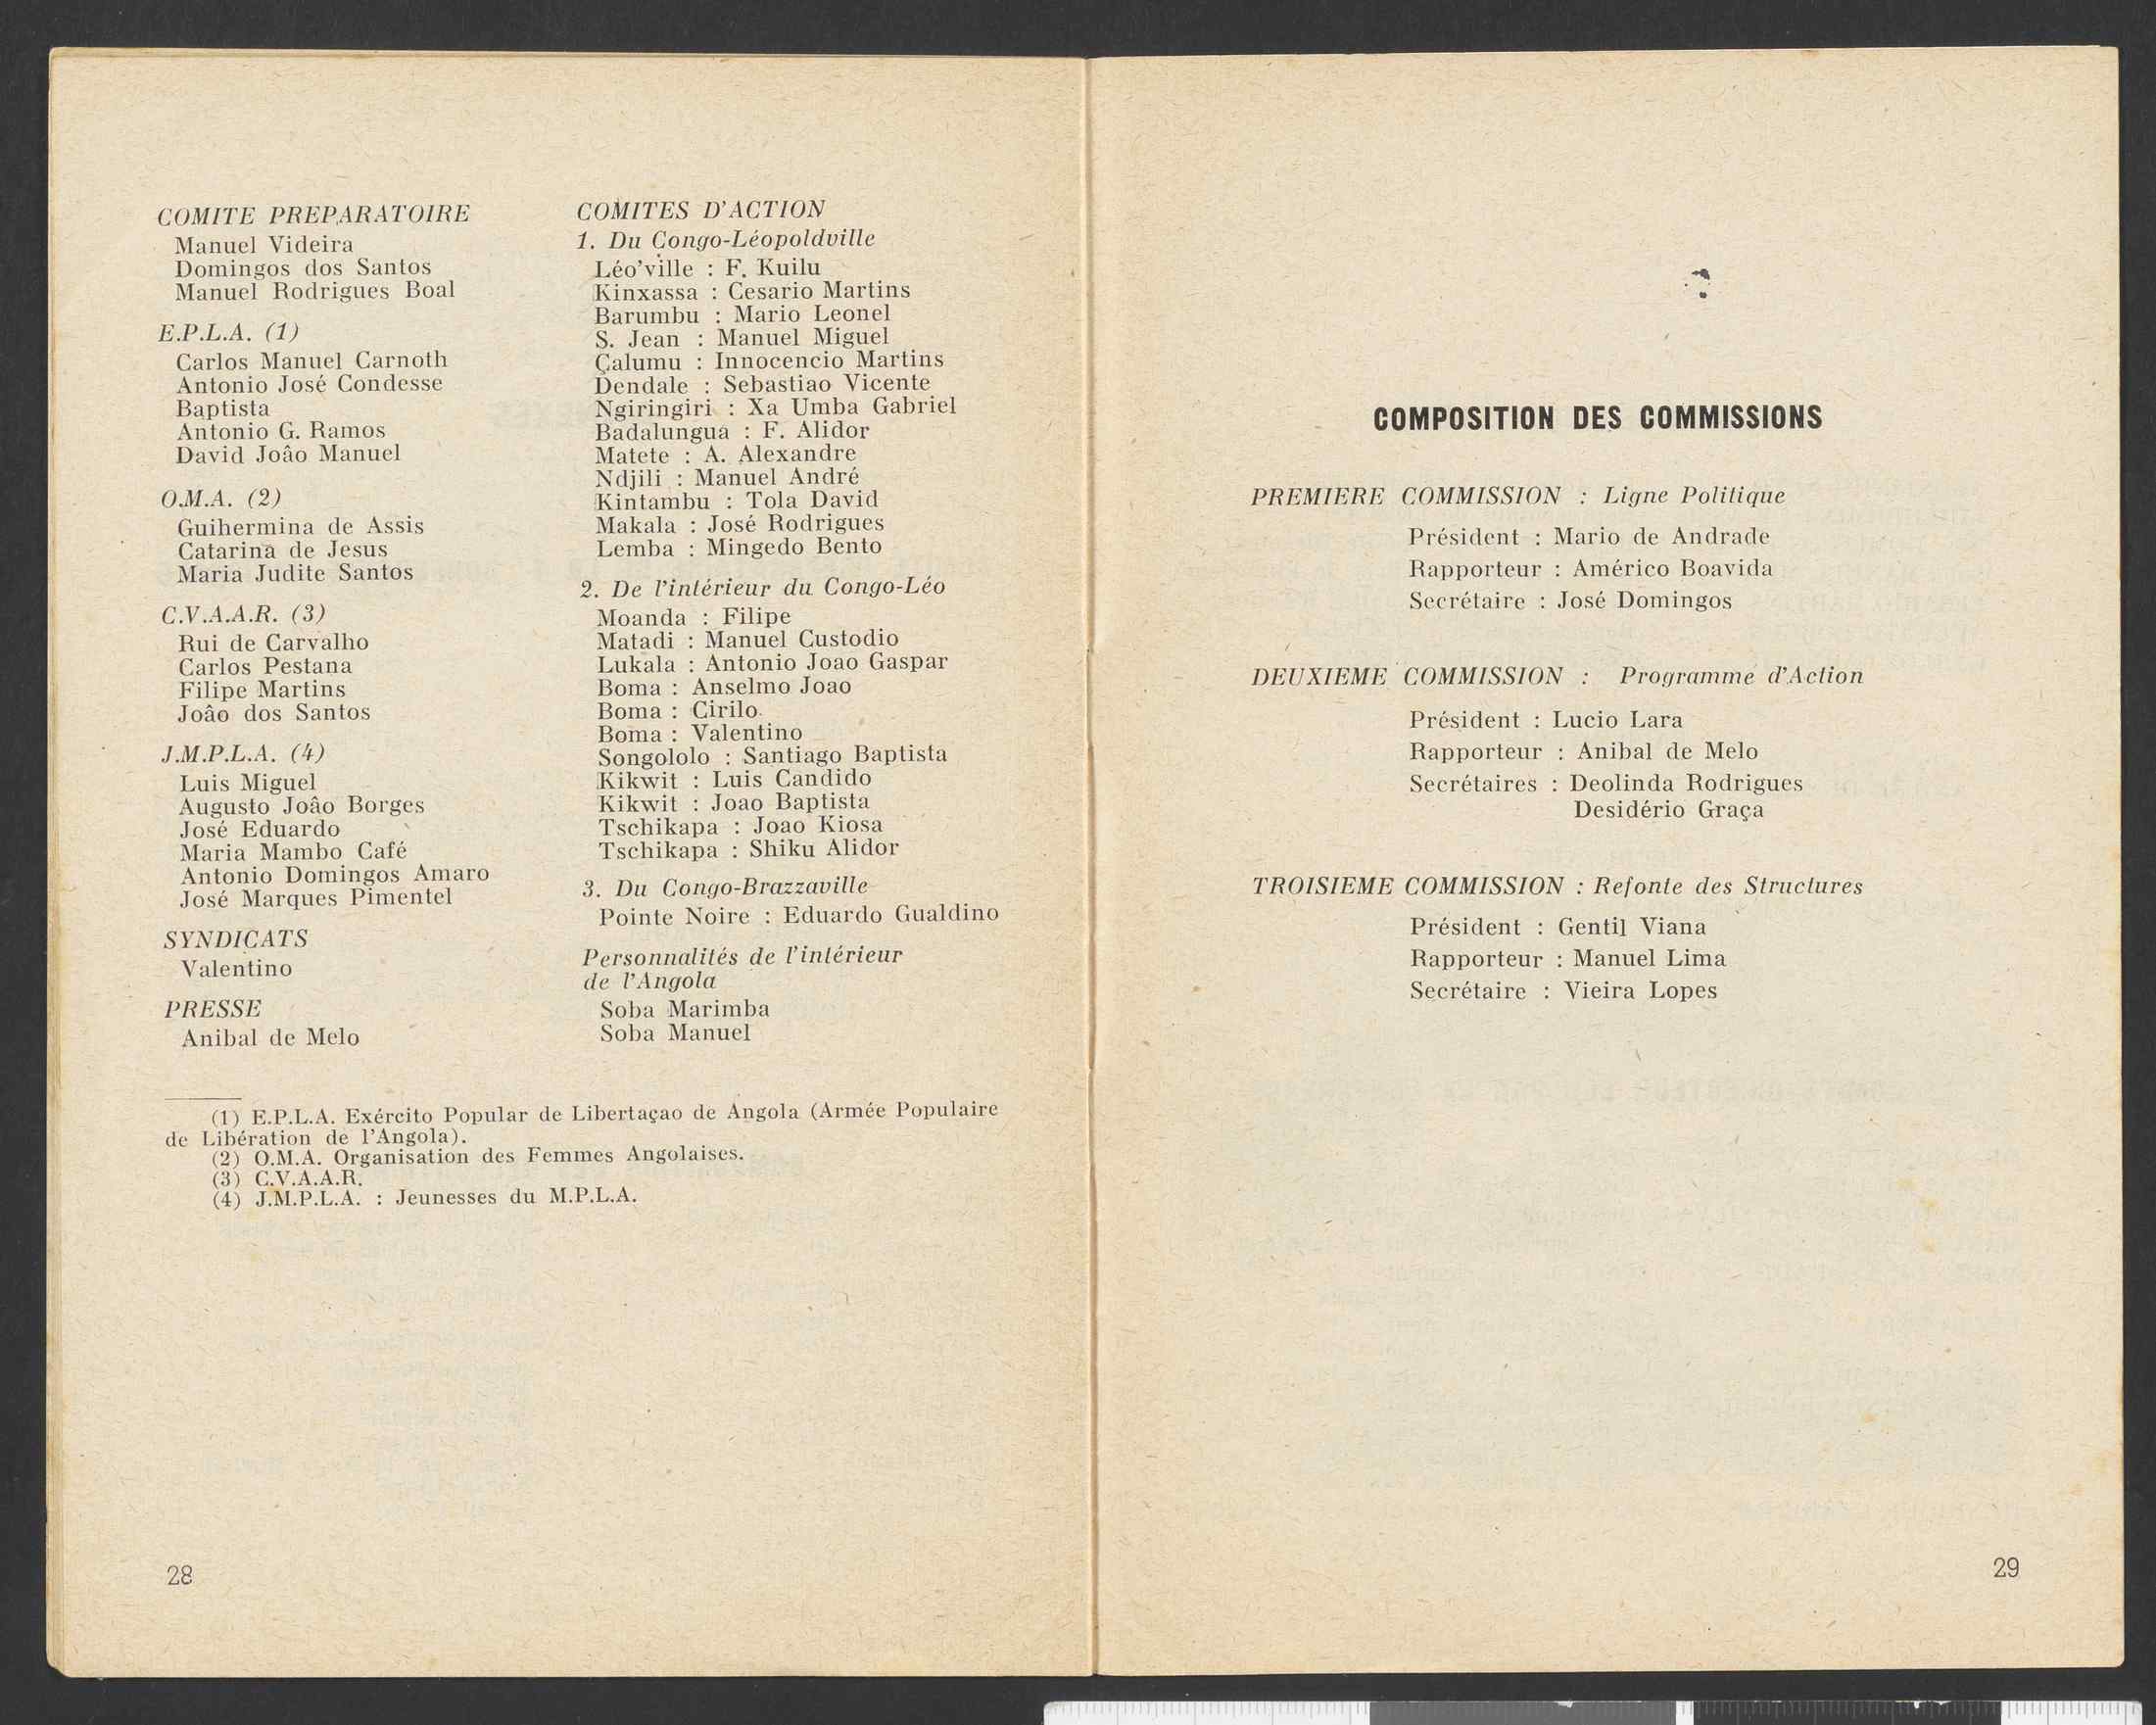 COMITE PREPARATOIRE
Manuel Videira
Domingos dos Santos
Manuel Rodrigues Boal
E.P.L.A. (1)
Carlos Manuel Carnoth
Antonio José Condesse
Baptista
Antonio G. Ramos
David Joâo Manuel
O.M.A. (2)
Guihermina de Assis
Catarina de Jesus
Maria Judite Santos
C.V.A.A.R. (3)
Rui de Carvalho
Carlos Pestana
Filipe Martins
Joâo dos Santos
J.M.P.L.A. (4)
Luis Miguel
Augusto Joâo Borges
José Eduardo
Maria Mambo Café
Antonio Domingos Amaro
José Marques Pimentel
SYNDICATS
Valentino
PRESSE
Anibal de Melo
COMITES D'ACTION
1. Du Congo-Léopoldville
Léo'ville : F. Kuilu
Kinxassa : Cesario Martins
Barumbu : Mario Leonel
S. Jean : Manuel Miguel
Çalumu : Innocencio Martins
Dendale : Sebastiao Vicente
Ngiringiri : Xa Umba Gabriel
Badalungua : F. Alidor
Matete : A. Alexandre
Ndjili : Manuel André
Kintambu : Tola David
Makala : José Rodrigues
Lemba : Mingedo Bento
2. De l'intérieur du Congo-Léo
Moanda : Filipe
Matadi : Manuel Custodio
Lukala : Antonio Joao Gaspar
Boma : Anselmo Joao
Boma : Cirilo
Boma : Valentino
Songololo : Santiago Baptista
Kikwit : Luis Candido
Kikwit : Joao Baptista
Tschikapa : Joao Kiosa
Tschikapa : Shiku Alidor
3. Du Congo-Brazzaville
Pointe Noire : Eduardo Gualdino
Personnalités de l'intérieur
de l'Angola
Soba Marimba
Soba Manuel
(1) E.P.L.A. Exército Popular de Libertaçao de Angola (Armée Populaire
de Libération de l'Angola).
(2) O.M.A. Organisation des Femmes Angolaises.
(3) C.V.A.A.R.
(4) J.M.P.L.A. : Jeunesses du M.P.L.A.
28
COMPOSITION DES COMMISSIONS
PREMIERE COMMISSION : Ligne Politique
Président : Mario de Andrade
Rapporteur : Américo Boavida
Secrétaire : José Domingos
DEUXIEME COMMISSION : Programme d'Action
Président : Lucio Lara
Rapporteur : Anibal de Melo
Secrétaires : Deolinda Rodrigues
Desidério Graça
TROISIEME COMMISSION : Refonte des Structures
Président : Gentil Viana
Rapporteur : Manuel Lima
Secrétaire : Vieira Lopes
29